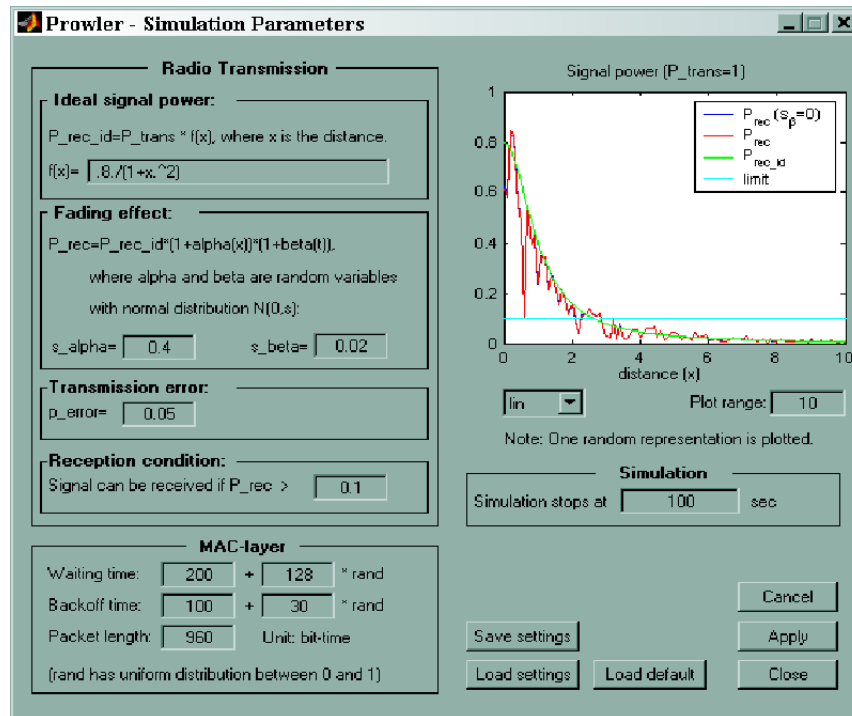 Prowler - Simulation Parameters
Radio Transmission
Ideal signal power:
P_rec_id=P_trans * f(x), where x is the distance.
f(x)= .8./(1+x.^2)
Fading effect:
P_rec=P_rec_id*(1+alpha(x))*(1+beta(t)),
where alpha and beta are random variables
with normal distribution N(0,s):
s_alpha= 0.4 s_beta= 0.02
Transmission error:
p_error= 0.05
Reception condition:
Signal can be received if P_rec > 0.1
MAC-layer
Waiting time: 200 + 128 * rand
Backoff time: 100 + 30 * rand
Packet length: 960 Unit: bit-time
(rand has uniform distribution between 0 and 1)
Signal power (P_trans=1)
1
0.8
0.6
0.4
0.2
0
0 2 4 6 8 10
distance (x)
P_rec (s_β=0)
P_rec
P_rec_id
limit
lin Plot range: 10
Note: One random representation is plotted.
Simulation
Simulation stops at 100 sec
Cancel
Save settings Apply
Load settings Load default Close